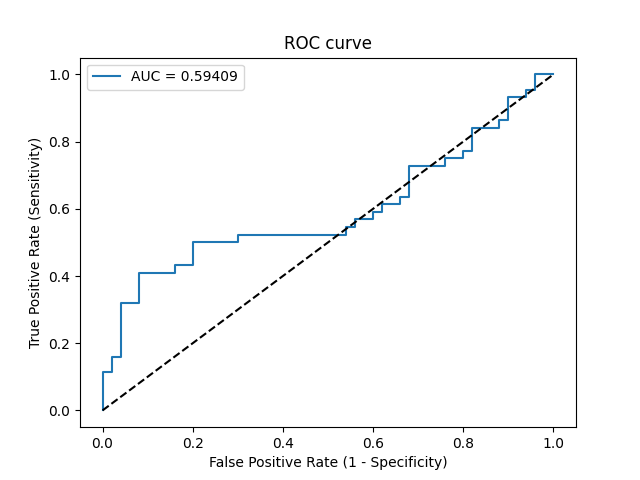 ROC curve
AUC = 0.59409
True Positive Rate (Sensitivity)
1.0
0.8
0.6
0.4
0.2
0.0
0.0 0.2 0.4 0.6 0.8 1.0
False Positive Rate (1 - Specificity)